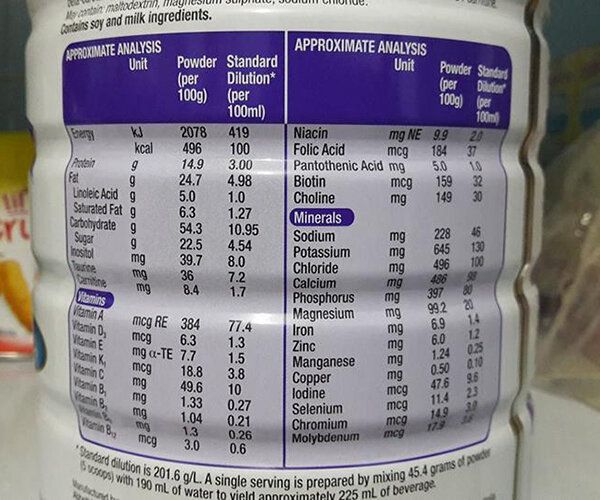 May contain: maltodextrin, magnesium sulphate, sodium chloride.
Contains soy and milk ingredients.
APPROXIMATE ANALYSIS
Unit Powder (per 100g) Standard Dilution* (per 100ml)
Energy kJ 2078 419
kcal 496 100
Protein g 14.9 3.00
Fat g 24.7 4.98
Linoleic Acid g 5.0 1.0
Saturated Fat g 6.3 1.27
Carbohydrate g 54.3 10.95
Sugar g 22.5 4.54
Inositol mg 39.7 8.0
Taurine mg 36 7.2
Carnitine mg 8.4 1.7
Vitamins
Vitamin A mcg RE 384 77.4
Vitamin D3 mcg 6.3 1.3
Vitamin E mg α-TE 7.7 1.5
Vitamin K1 mcg 18.8 3.8
Vitamin C mg 49.6 10
Vitamin B1 mg 1.33 0.27
Vitamin B2 mg 1.04 0.21
Vitamin mg 1.3 0.26
Vitamin B12 mcg 3.0 0.6
APPROXIMATE ANALYSIS
Unit Powder (per 100g) Standard Dilution* (per 100ml)
Niacin mg NE 9.9 2.0
Folic Acid mcg 184 37
Pantothenic Acid mg 5.0 1.0
Biotin mcg 159 32
Choline mg 149 30
Minerals
Sodium mg 228 46
Potassium mg 645 130
Chloride mg 496 100
Calcium mg 486 98
Phosphorus mg 397 80
Magnesium mg 99.2 20
Iron mg 6.9 1.4
Zinc mg 6.0 1.2
Manganese mg 1.24 0.25
Copper mg 0.50 0.10
Iodine mcg 47.6 9.6
Selenium mcg 11.4 2.3
Chromium mcg 14.9 3.0
Molybdenum mcg 17.9
*Standard dilution is 201.6 g/L. A single serving is prepared by mixing 45.4 grams of powder
(5 scoops) with 190 mL of water to yield approximately 225 mL of beverage.